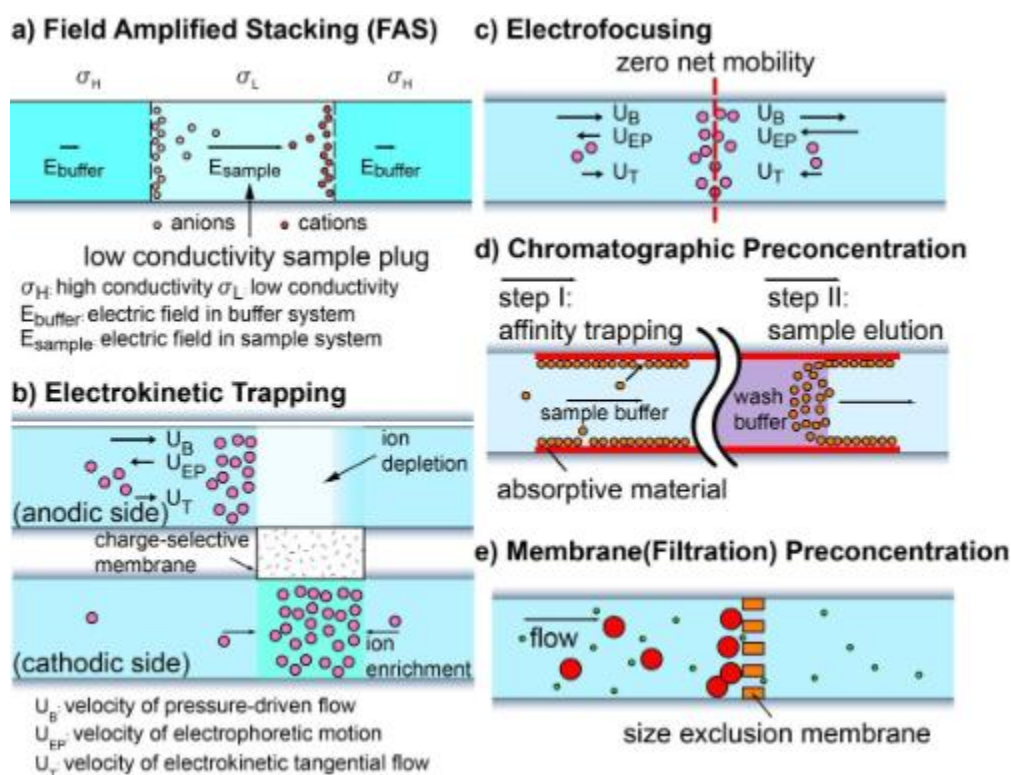 a) Field Amplified Stacking (FAS)
σH σL σH
Ebuffer Esample Ebuffer
anions cations
low conductivity sample plug
σH: high conductivity σL: low conductivity
Ebuffer: electric field in buffer system
Esample: electric field in sample system
b) Electrokinetic Trapping
UB
UEP
UT
ion
depletion
(anodic side)
charge-selective
membrane
(cathodic side)
ion
enrichment
UB: velocity of pressure-driven flow
UEP: velocity of electrophoretic motion
UT: velocity of electrokinetic tangential flow
c) Electrofocusing
zero net mobility
UB UB
UEP UEP
UT UT
d) Chromatographic Preconcentration
step I: step II:
affinity trapping sample elution
sample buffer
wash
buffer
absorptive material
e) Membrane(Filtration) Preconcentration
flow
size exclusion membrane